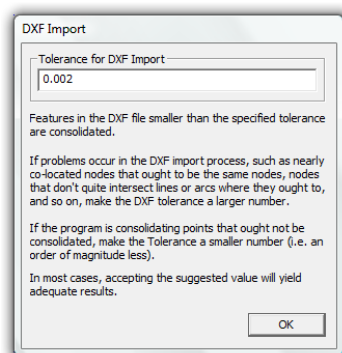 DXF Import
Tolerance for DXF Import
0.002
Features in the DXF file smaller than the specified tolerance
are consolidated.
If problems occur in the DXF import process, such as nearly
co-located nodes that ought to be the same nodes, nodes
that don't quite intersect lines or arcs where they ought to,
and so on, make the DXF tolerance a larger number.
If the program is consolidating points that ought not be
consolidated, make the Tolerance a smaller number (i.e. an
order of magnitude less).
In most cases, accepting the suggested value will yield
adequate results.
OK